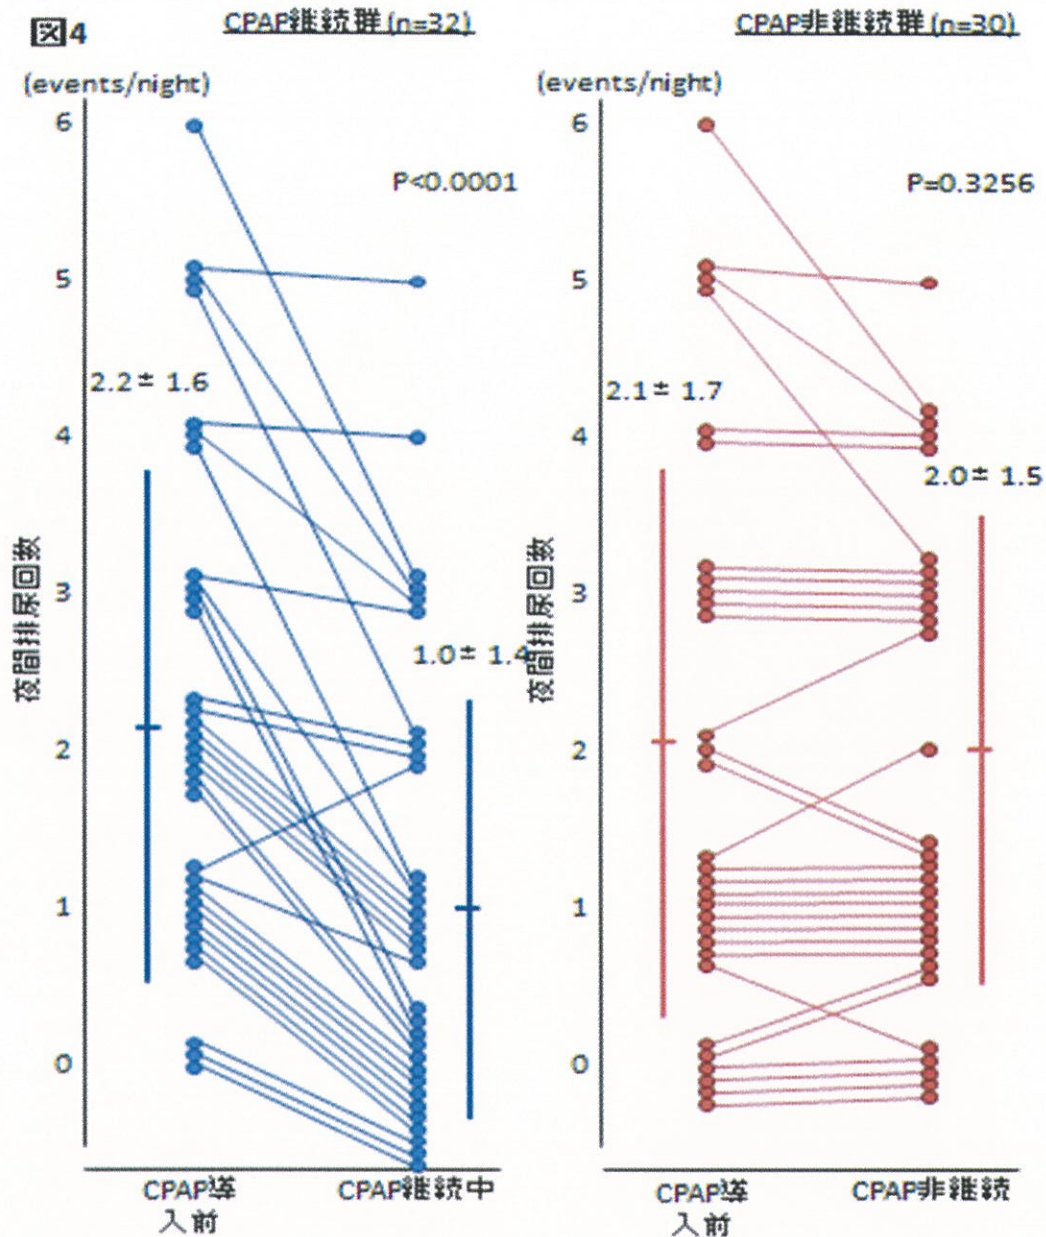 図4
CPAP継続群(n=32)
(events/night)
6
5
4
3
2
1
0
P<0.0001
2.2± 1.6
1.0± 1.4
夜間排尿回数
CPAP導
入前
CPAP継続中
CPAP非継続群(n=30)
(events/night)
6
5
4
3
2
1
0
P=0.3256
2.1± 1.7
2.0± 1.5
夜間排尿回数
CPAP導
入前
CPAP非継続